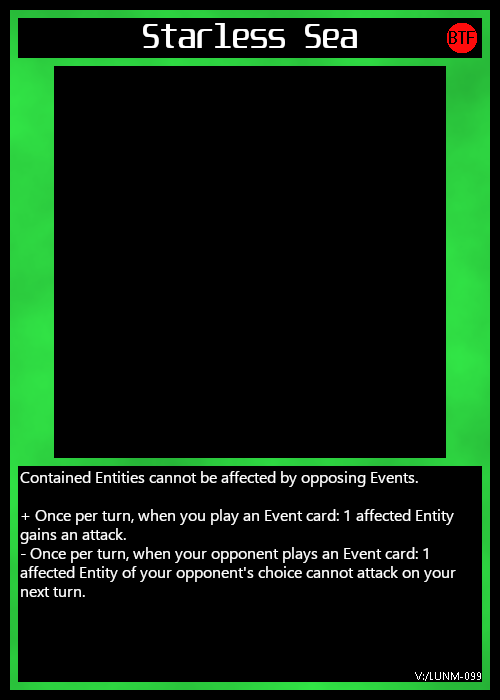 Starless Sea
BTF
Contained Entities cannot be affected by opposing Events.
+ Once per turn, when you play an Event card: 1 affected Entity
gains an attack.
- Once per turn, when your opponent plays an Event card: 1
affected Entity of your opponent's choice cannot attack on your
next turn.
V:/LUNM-099